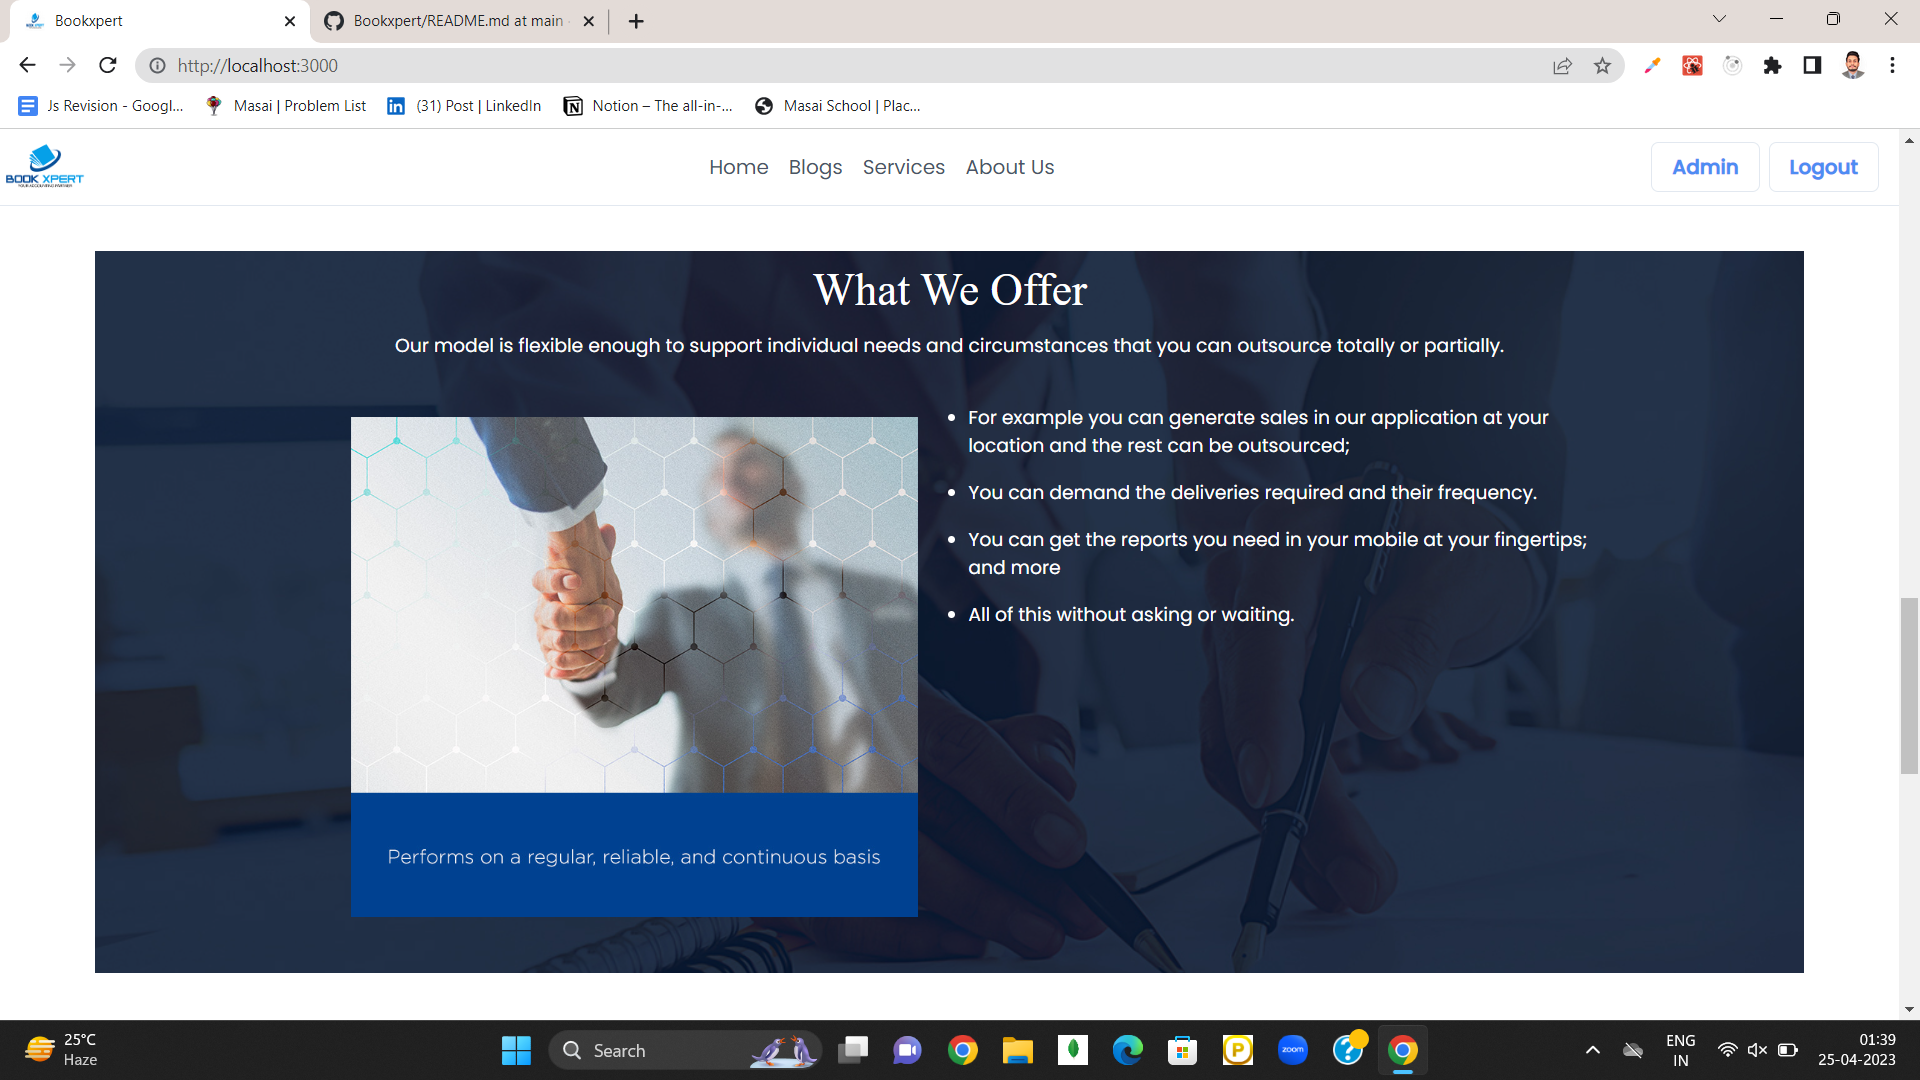 Bookxpert
Bookxpert/README.md at main
http://localhost:3000
Js Revision - Googl...
Masai | Problem List
(31) Post | LinkedIn
Notion – The all-in-...
Masai School | Plac...
BOOK XPERT
YOUR ACCOUNTING PARTNER
Home
Blogs
Services
About Us
Admin
Logout
What We Offer
Our model is flexible enough to support individual needs and circumstances that you can outsource totally or partially.
For example you can generate sales in our application at your
location and the rest can be outsourced;
You can demand the deliveries required and their frequency.
You can get the reports you need in your mobile at your fingertips;
and more
All of this without asking or waiting.
Performs on a regular, reliable, and continuous basis
25°C
Haze
Search
zoom
ENG
IN
01:39
25-04-2023